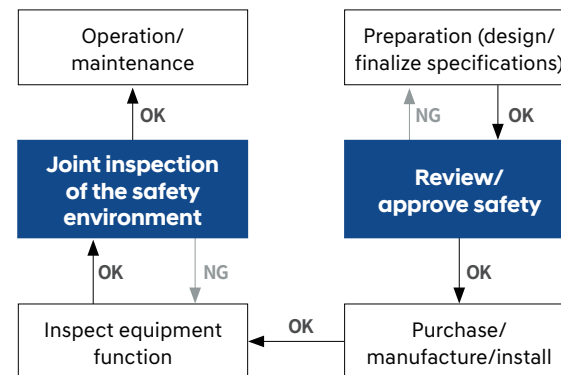 Operation/
maintenance
Preparation (design/
finalize specifications)
OK
NG
OK
Joint inspection
of the safety
environment
Review/
approve safety
OK
NG
OK
Inspect equipment
function
OK
Purchase/
manufacture/install